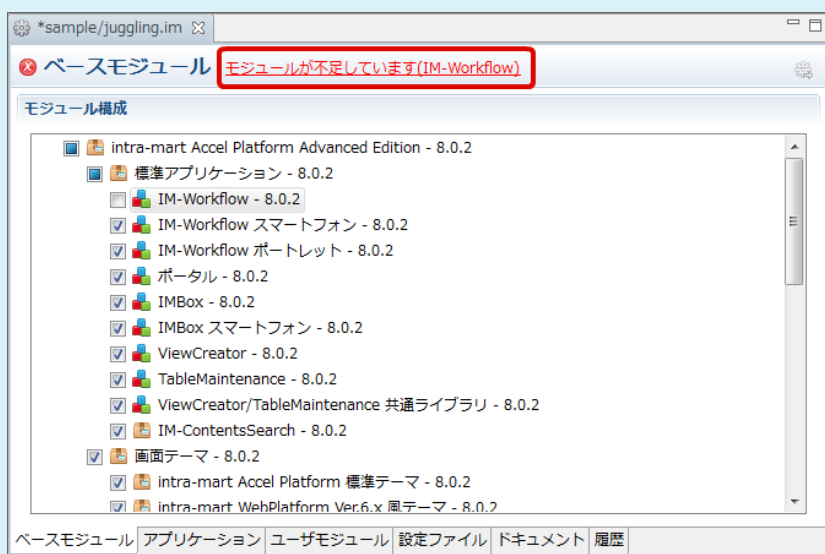 *sample/juggling.im
ベースモジュール モジュールが不足しています(IM-Workflow)
モジュール構成
intra-mart Accel Platform Advanced Edition - 8.0.2
標準アプリケーション - 8.0.2
IM-Workflow - 8.0.2
IM-Workflow スマートフォン - 8.0.2
IM-Workflow ポートレット - 8.0.2
ポータル - 8.0.2
IMBox - 8.0.2
IMBox スマートフォン - 8.0.2
ViewCreator - 8.0.2
TableMaintenance - 8.0.2
ViewCreator/TableMaintenance 共通ライブラリ - 8.0.2
IM-ContentsSearch - 8.0.2
画面テーマ - 8.0.2
intra-mart Accel Platform 標準テーマ - 8.0.2
intra-mart WebPlatform Ver.6.x 風テーマ - 8.0.2
ベースモジュール アプリケーション ユーザモジュール 設定ファイル ドキュメント 履歴